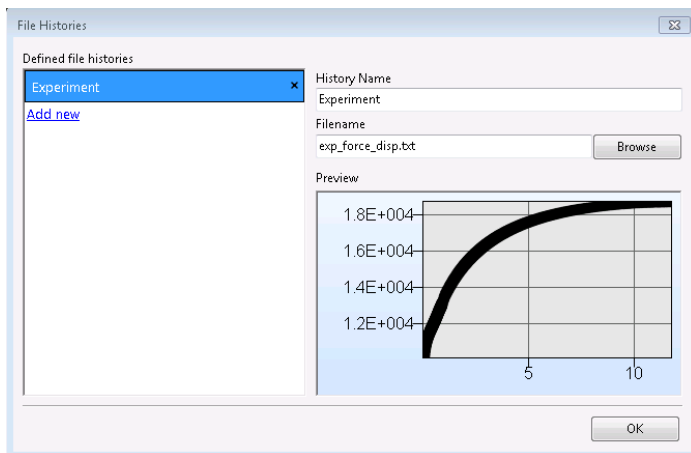 File Histories
Defined file histories
Experiment
Add new
History Name
Experiment
Filename
exp_force_disp.txt
Browse
Preview
1.8E+004
1.6E+004
1.4E+004
1.2E+004
5
10
OK